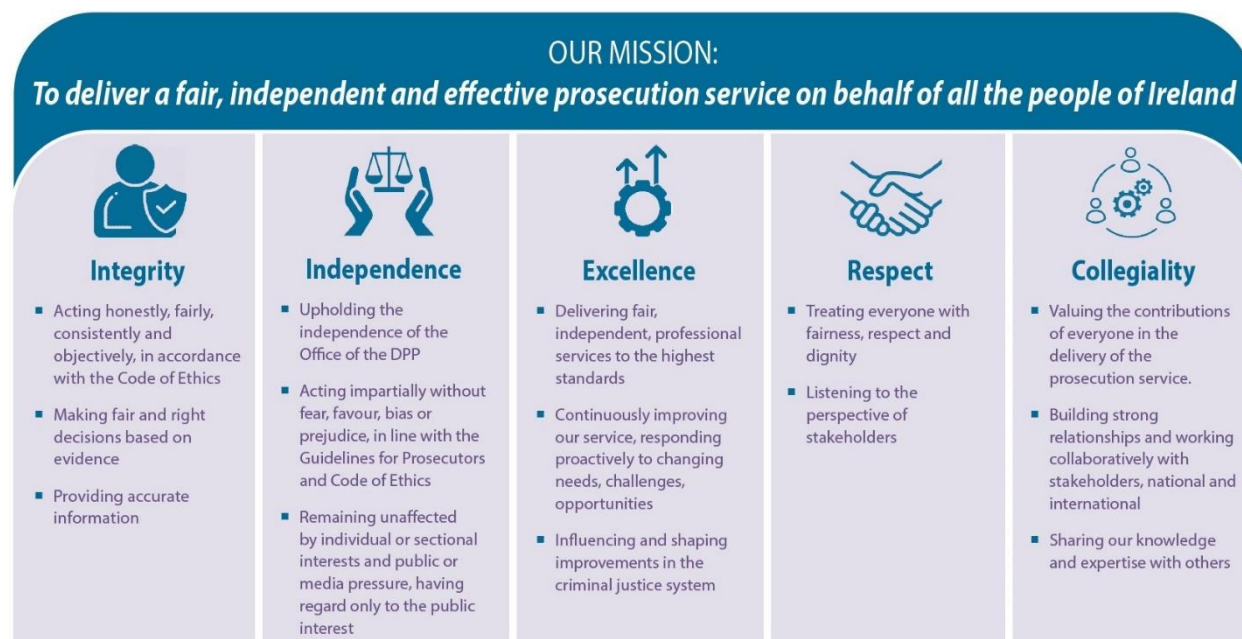 OUR MISSION:
To deliver a fair, independent and effective prosecution service on behalf of all the people of Ireland
Integrity
▪ Acting honestly, fairly,
consistently and
objectively, in accordance
with the Code of Ethics
▪ Making fair and right
decisions based on
evidence
▪ Providing accurate
information
Independence
▪ Upholding the
independence of the
Office of the DPP
▪ Acting impartially without
fear, favour, bias or
prejudice, in line with the
Guidelines for Prosecutors
and Code of Ethics
▪ Remaining unaffected
by individual or sectional
interests and public or
media pressure, having
regard only to the public
interest
Excellence
▪ Delivering fair,
independent, professional
services to the highest
standards
▪ Continuously improving
our service, responding
proactively to changing
needs, challenges,
opportunities
▪ Influencing and shaping
improvements in the
criminal justice system
Respect
▪ Treating everyone with
fairness, respect and
dignity
▪ Listening to the
perspective of
stakeholders
Collegiality
▪ Valuing the contributions
of everyone in the
delivery of the
prosecution service.
▪ Building strong
relationships and working
collaboratively with
stakeholders, national and
international
▪ Sharing our knowledge
and expertise with others